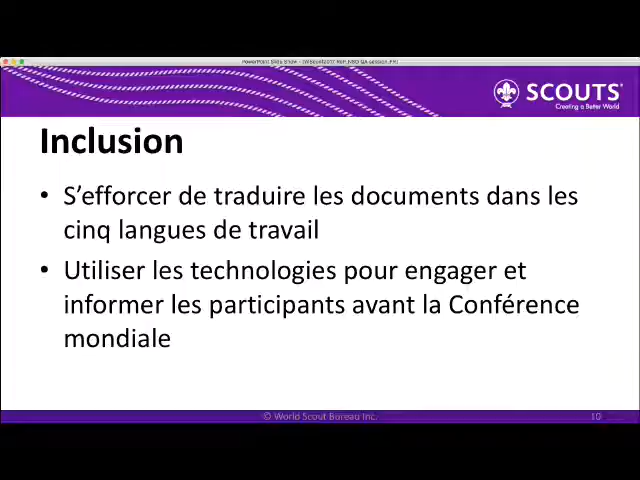 SCOUTS
Creating a Better World
Inclusion
• S’efforcer de traduire les documents dans les
cinq langues de travail
• Utiliser les technologies pour engager et
informer les participants avant la Conférence
mondiale
© World Scout Bureau Inc.
10